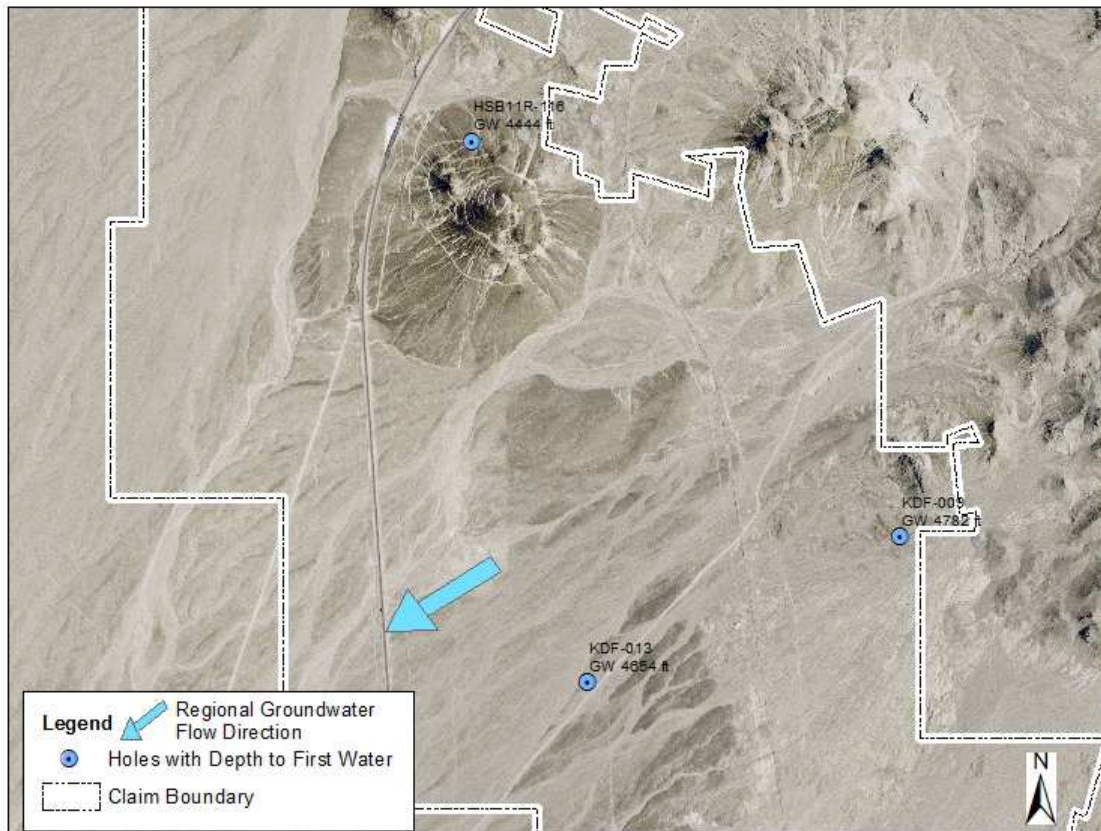 HSB11R-116
GW 4444 ft
KDF-009
GW 4782 ft
KDF-013
GW 4654 ft
Legend
Regional Groundwater
Flow Direction
Holes with Depth to First Water
Claim Boundary
N